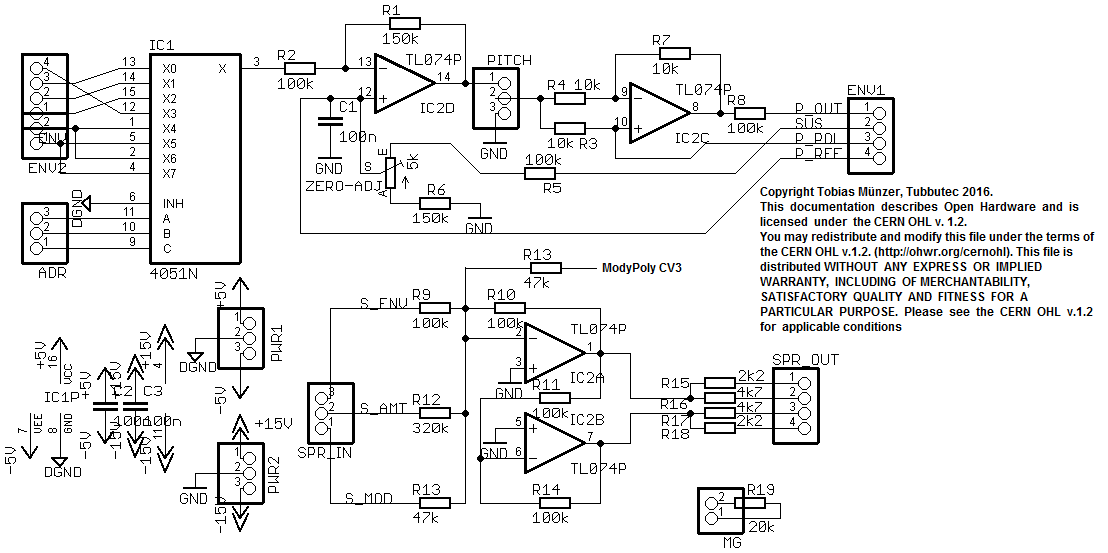 R1
150k
IC1
4
3
2
1
ENV2
13
14
15
12
1
5
2
4
X0
X1
X2
X3
X4
X5
X6
X7
X
3
R2
100k
13
12
14
TL074P
IC2D
PITCH
1
2
3
GND
R7
10k
R4 10k
10k R3
9
10
8
TL074P
IC2C
R8
100k
ENV1
P_OUT
SUS
1
2
3
4
C1
100n
GND
S
E
A
5k
ZERO-ADJ
R6
150k
GND
100k
R5
DGND
6
11
10
9
INH
A
B
C
3
2
1
ADR
4051N
Copyright Tobias Münzer, Tubbutec 2016.
This documentation describes Open Hardware and is
licensed under the CERN OHL v. 1.2.
You may redistribute and modify this file under the terms of
the CERN OHL v.1.2. (http://ohwr.org/cernohl). This file is
distributed WITHOUT ANY EXPRESS OR IMPLIED
WARRANTY, INCLUDING OF MERCHANTABILITY,
SATISFACTORY QUALITY AND FITNESS FOR A
PARTICULAR PURPOSE. Please see the CERN OHL v.1.2
for applicable conditions
R13
47k
ModyPoly CV3
+5V
1
2
3
PWR1
DGND
-5V
S_ENV
R9
100k
R10
100k
TL074P
2
3
1
IC2A
GND
R11
100k
+5V
16
VCC
IC1P
+5V
+15V
+15V
4
C2
C3
100n
100n
7
VEE
8
GND
-5V
DGND
-5V
-15V
-15V
11
+15V
1
2
3
PWR2
GND
-15V
3
2
1
SPR_IN
S_AMT
R12
320k
S_MOD
R13
47k
IC2B
5
6
7
GND
TL074P
R14
100k
SPR_OUT
R15
R16
R17
R18
2k2
4k7
4k7
2k2
1
2
3
4
2
1
R19
20k
MG